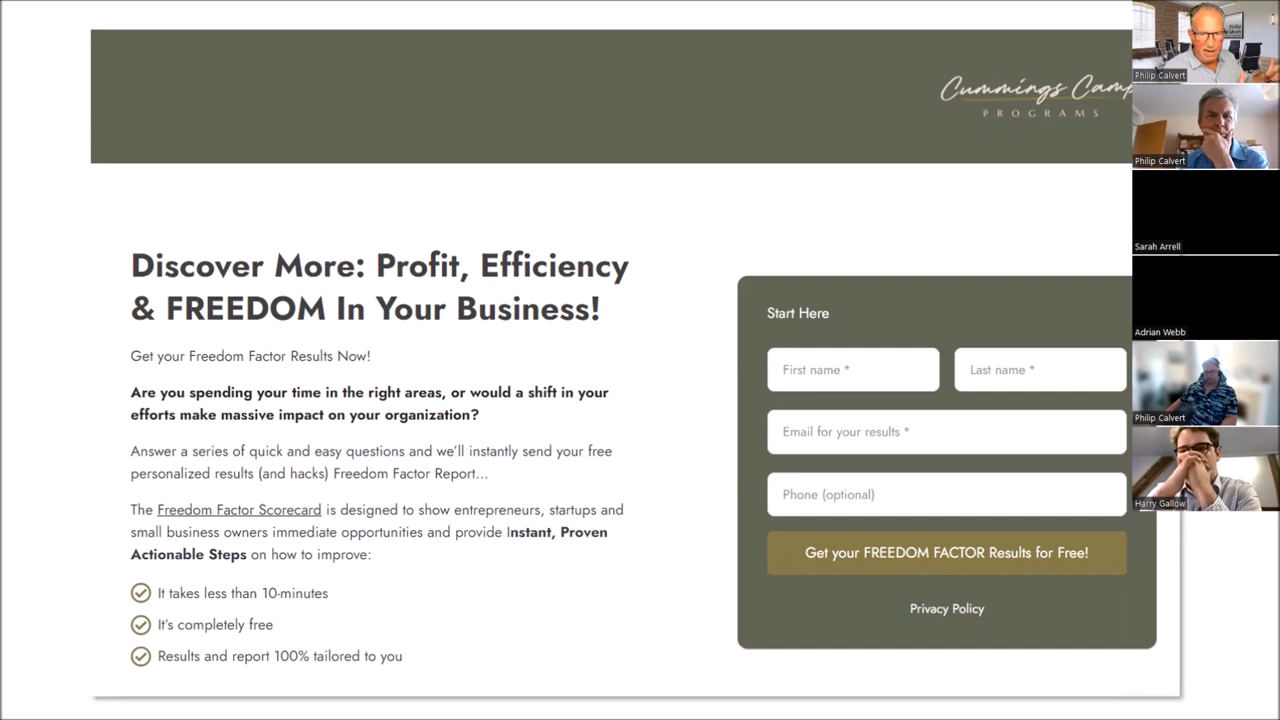 Cummings Camp
PROGRAMS
Discover More: Profit, Efficiency
& FREEDOM In Your Business!
Get your Freedom Factor Results Now!
Are you spending your time in the right areas, or would a shift in your
efforts make massive impact on your organization?
Answer a series of quick and easy questions and we'll instantly send your free
personalized results (and hacks) Freedom Factor Report...
The Freedom Factor Scorecard is designed to show entrepreneurs, startups and
small business owners immediate opportunities and provide Instant, Proven
Actionable Steps on how to improve:
It takes less than 10-minutes
It's completely free
Results and report 100% tailored to you
Start Here
First name *
Last name *
Email for your results *
Phone (optional)
Get your FREEDOM FACTOR Results for Free!
Privacy Policy
Philip Calvert
Philip Calvert
Sarah Arrell
Adrian Webb
Philip Calvert
Harry Gallow